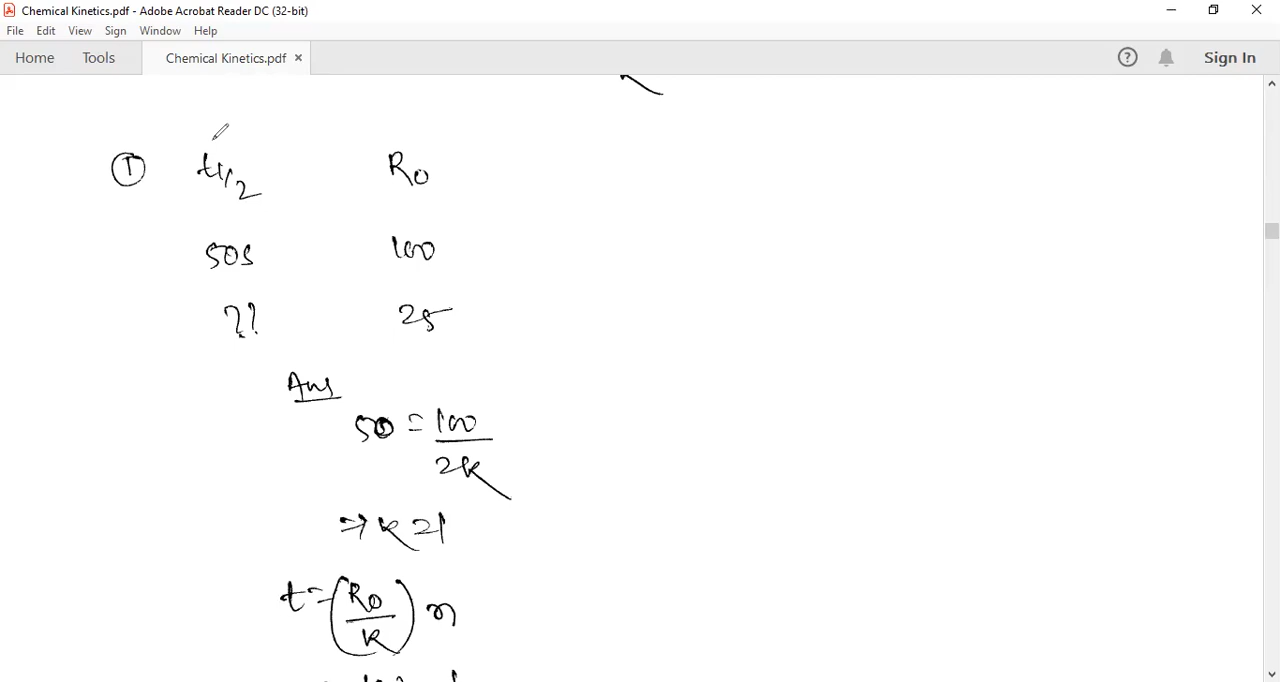 Chemical Kinetics.pdf - Adobe Acrobat Reader DC (32-bit)
File Edit View Sign Window Help
Home Tools Chemical Kinetics.pdf × ? Sign In
① t1/2 R0
50s 100
?? 25
Ans
50 = 100/2k
⇒ k=1
t = (R0/k) n